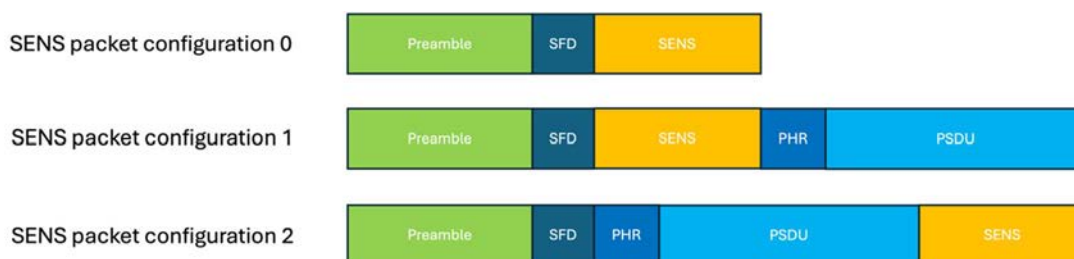 SENS packet configuration 0 Preamble SFD SENS
SENS packet configuration 1 Preamble SFD SENS PHR PSDU
SENS packet configuration 2 Preamble SFD PHR PSDU SENS